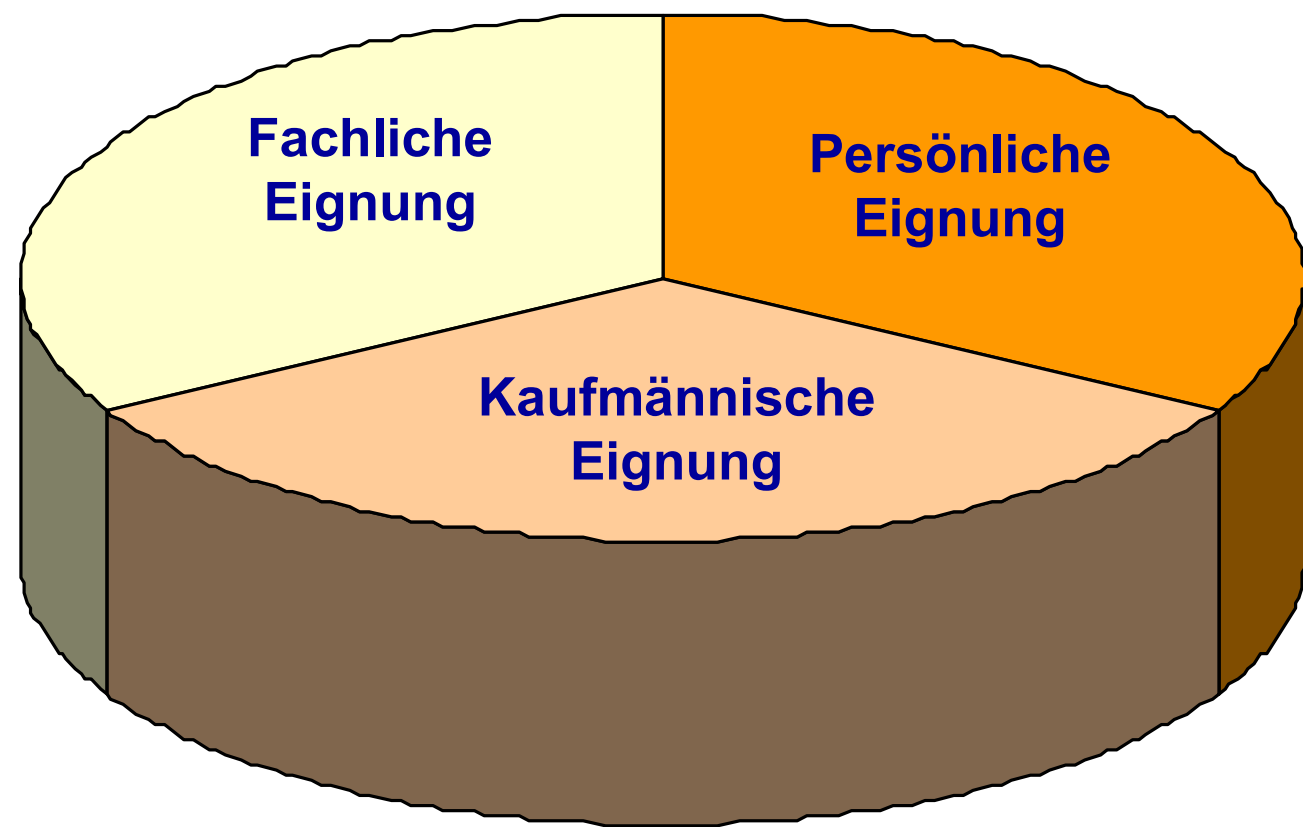 Fachliche
Eignung
Persönliche
Eignung
Kaufmännische
Eignung